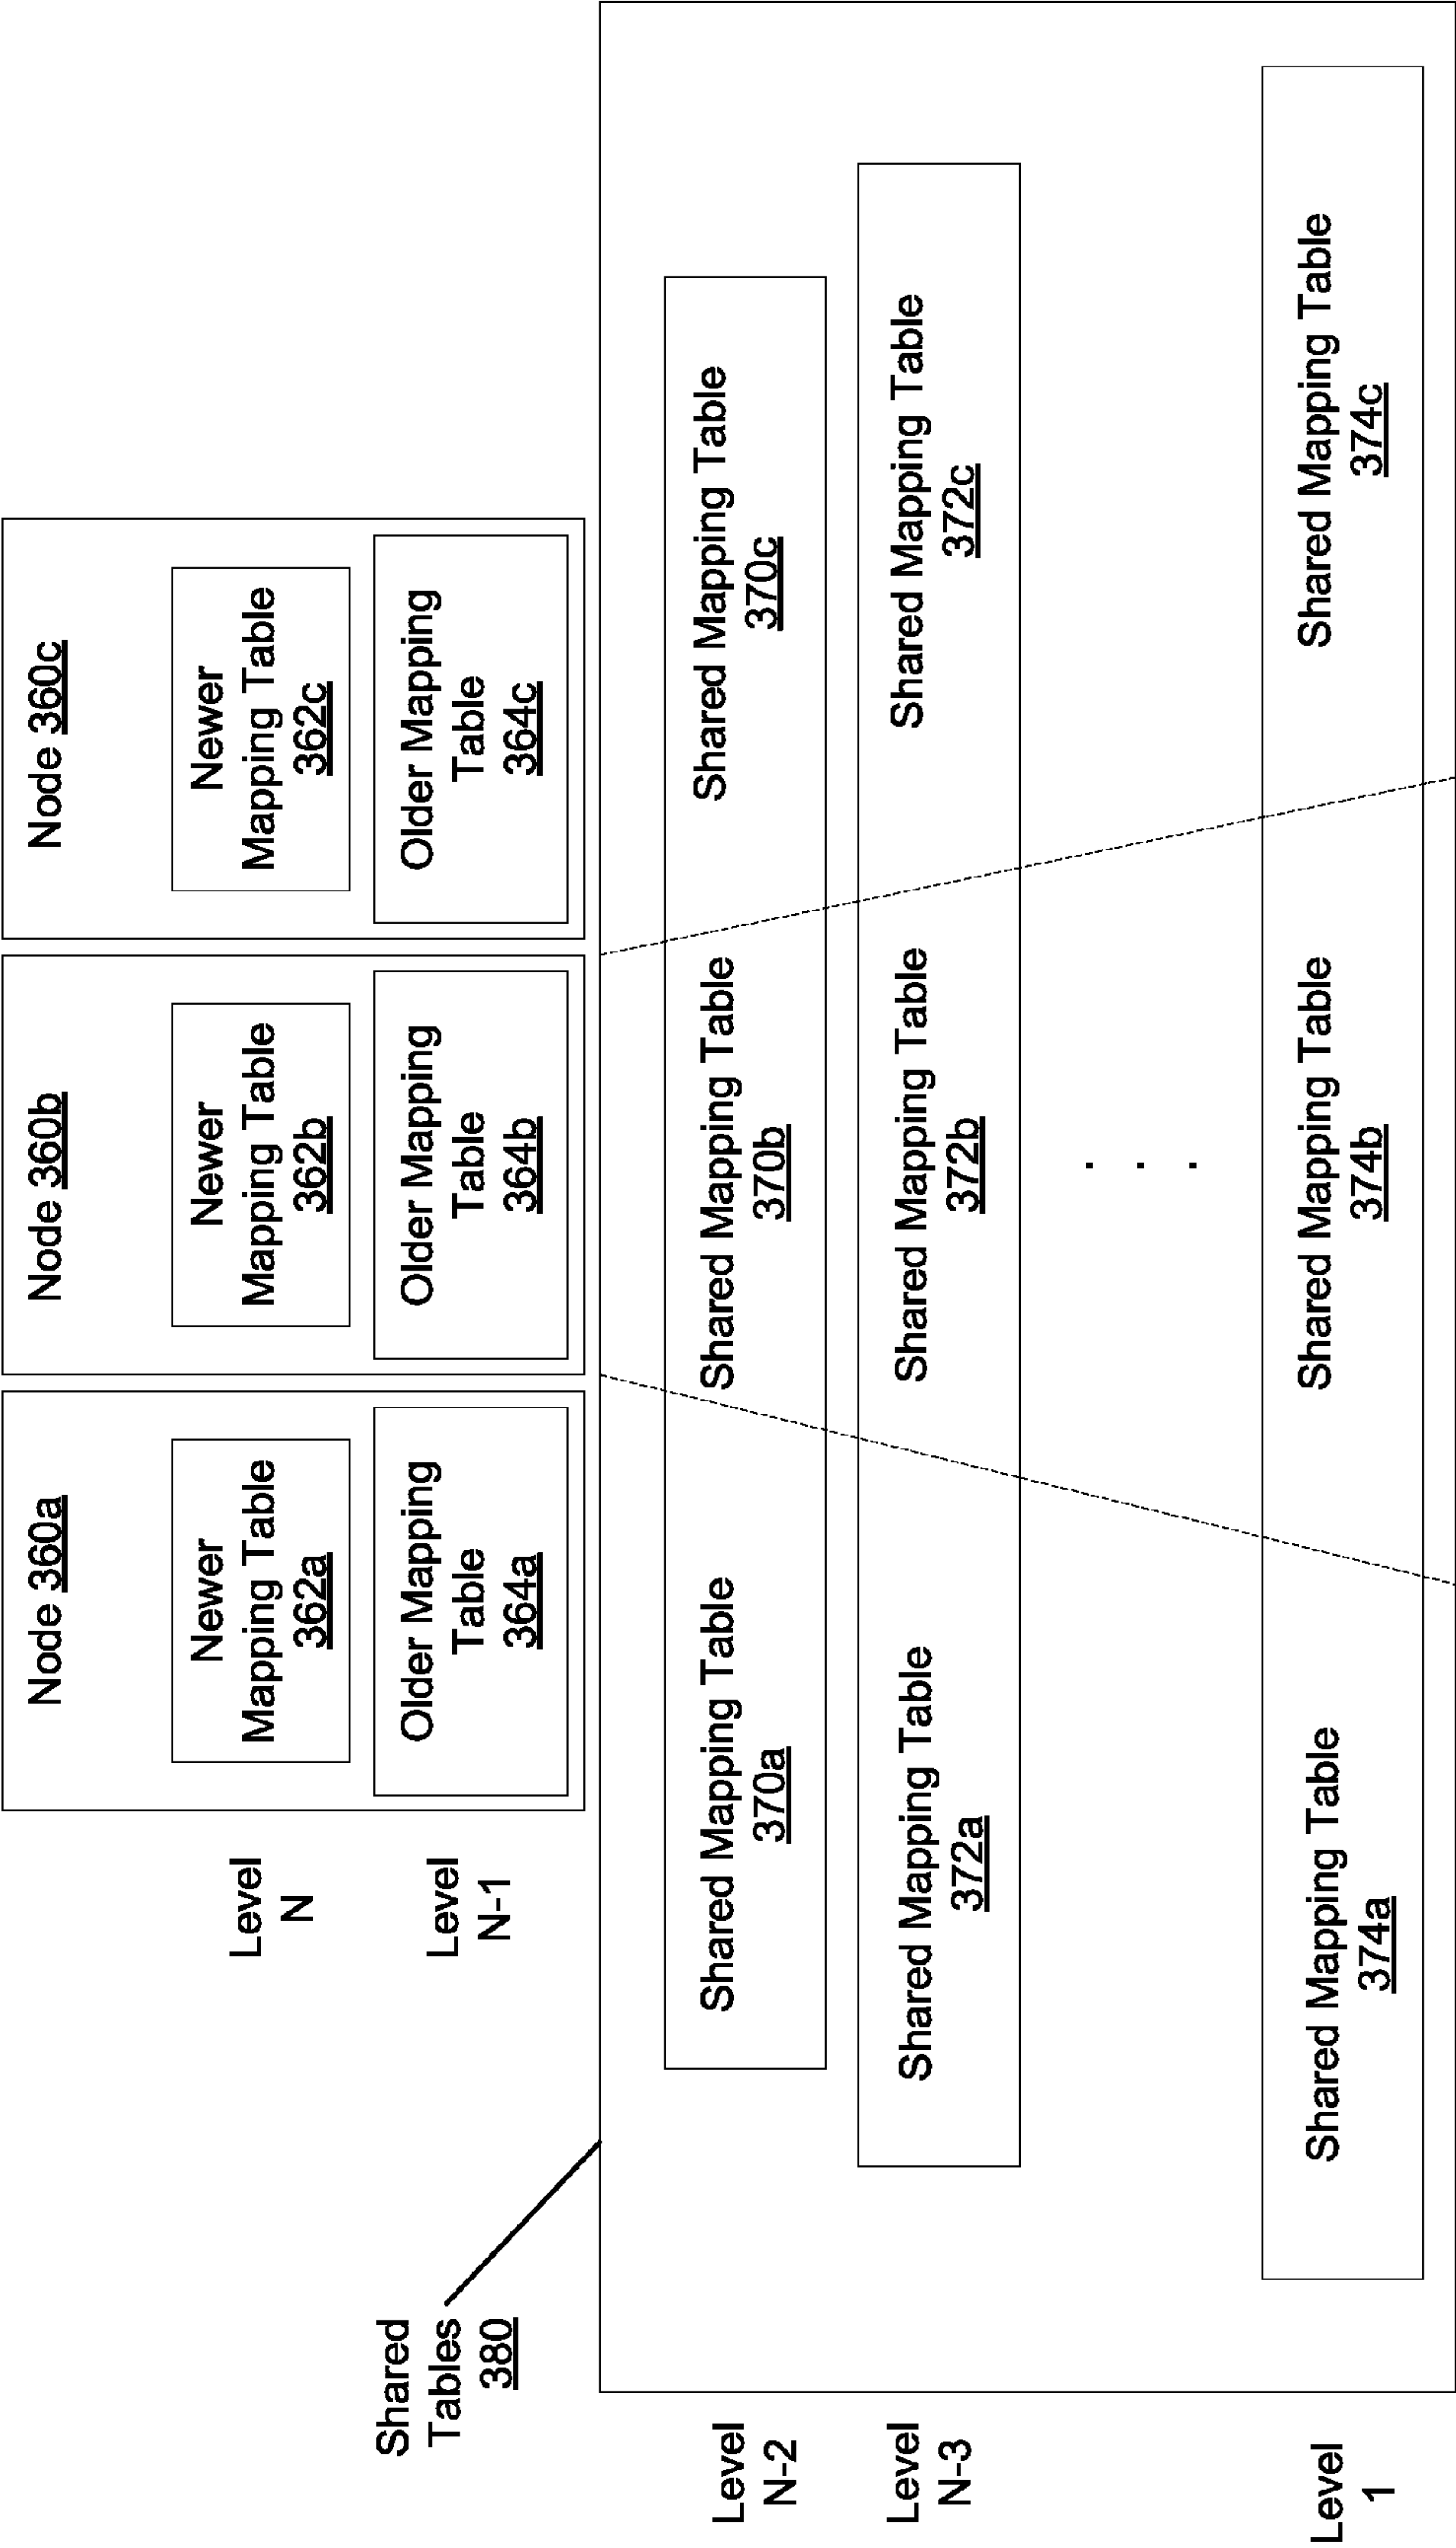 Node 360a
Node 360b
Node 360c
Level
N
Newer
Mapping Table
362a
Newer
Mapping Table
362b
Newer
Mapping Table
362c
Level
N-1
Older Mapping
Table
364a
Older Mapping
Table
364b
Older Mapping
Table
364c
Shared
Tables
380
Level
N-2
Shared Mapping Table
370a
Shared Mapping Table
370b
Shared Mapping Table
370c
Level
N-3
Shared Mapping Table
372a
Shared Mapping Table
372b
Shared Mapping Table
372c
. . .
Level
1
Shared Mapping Table
374a
Shared Mapping Table
374b
Shared Mapping Table
374c